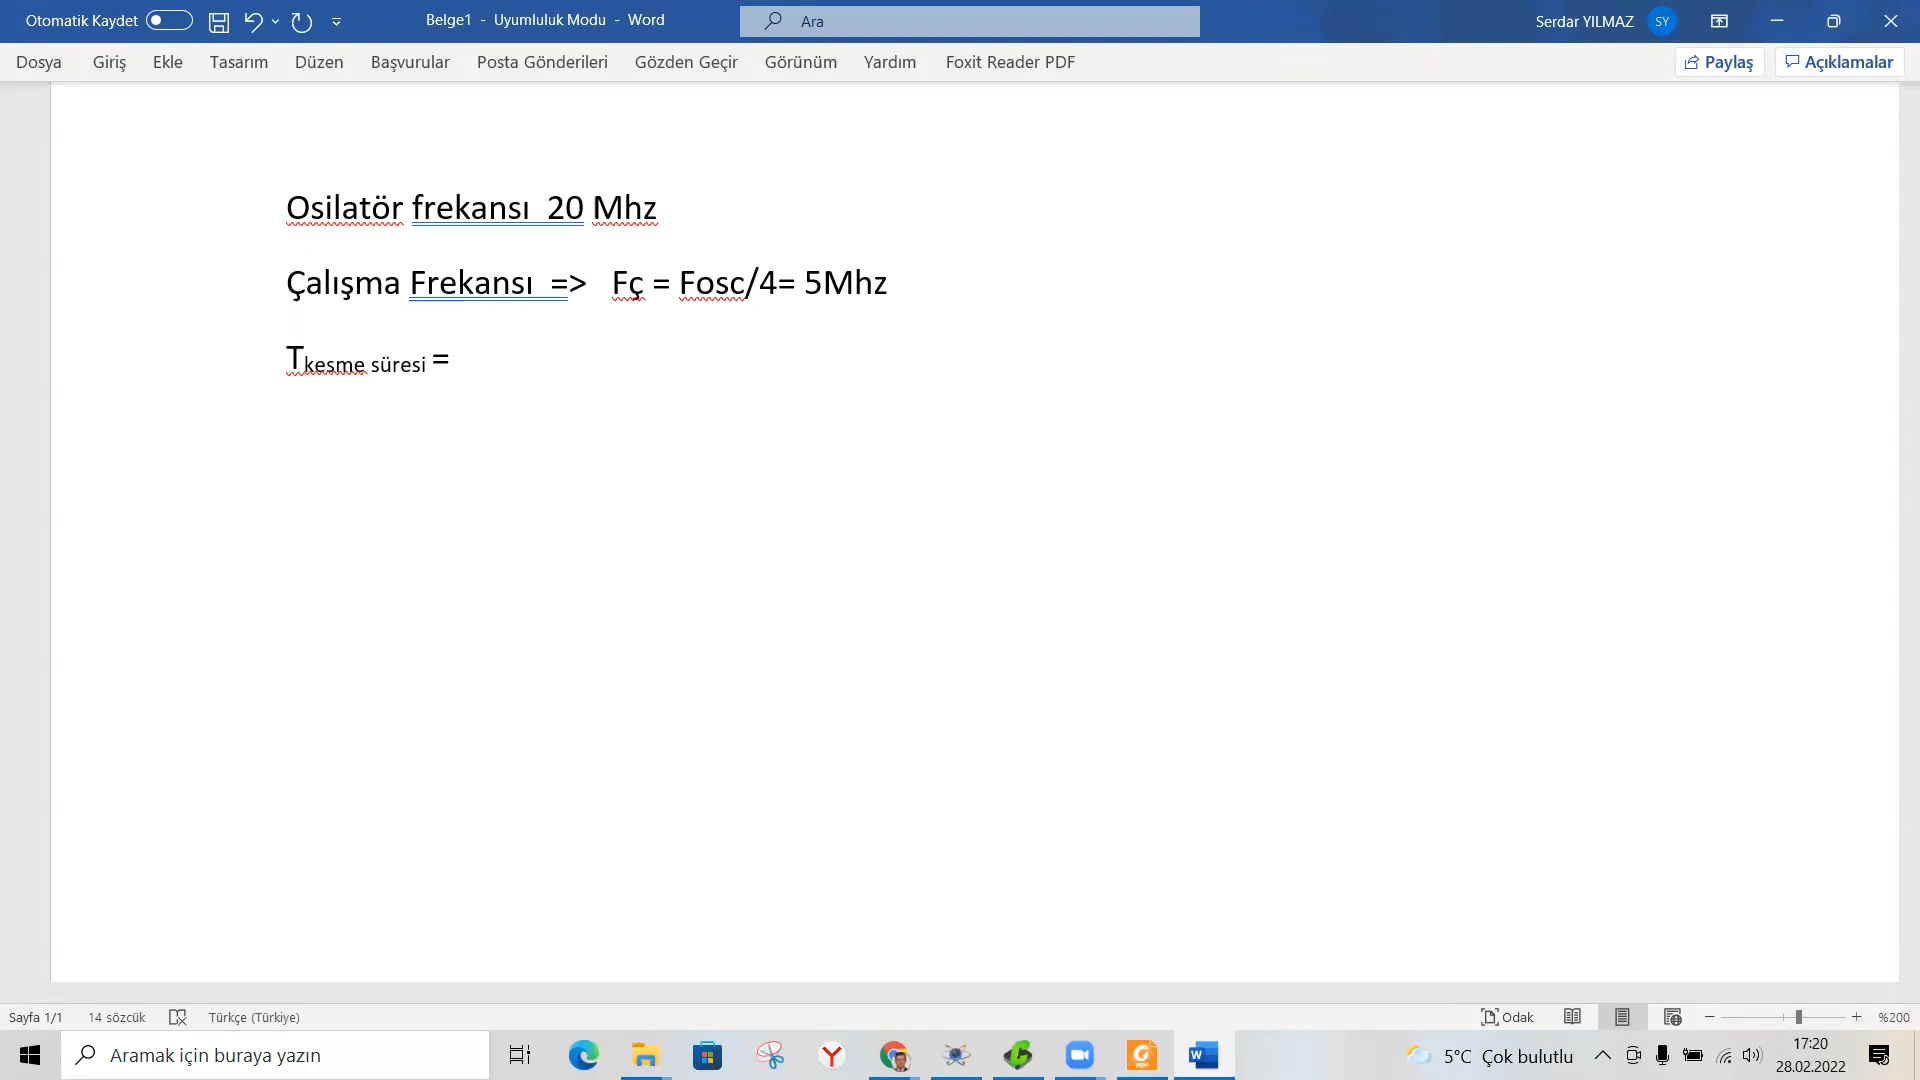 Otomatik Kaydet Belge1 - Uyumluluk Modu - Word Ara Serdar YILMAZ SY
Dosya Giriş Ekle Tasarım Düzen Başvurular Posta Gönderileri Gözden Geçir Görünüm Yardım Foxit Reader PDF Paylaş Açıklamalar
Osilatör frekansı 20 Mhz
Çalışma Frekansı => Fç = Fosc/4= 5Mhz
Tkesme süresi =
Sayfa 1/1 14 sözcük Türkçe (Türkiye) Odak %200
Aramak için buraya yazın 5°C Çok bulutlu 17:20
28.02.2022